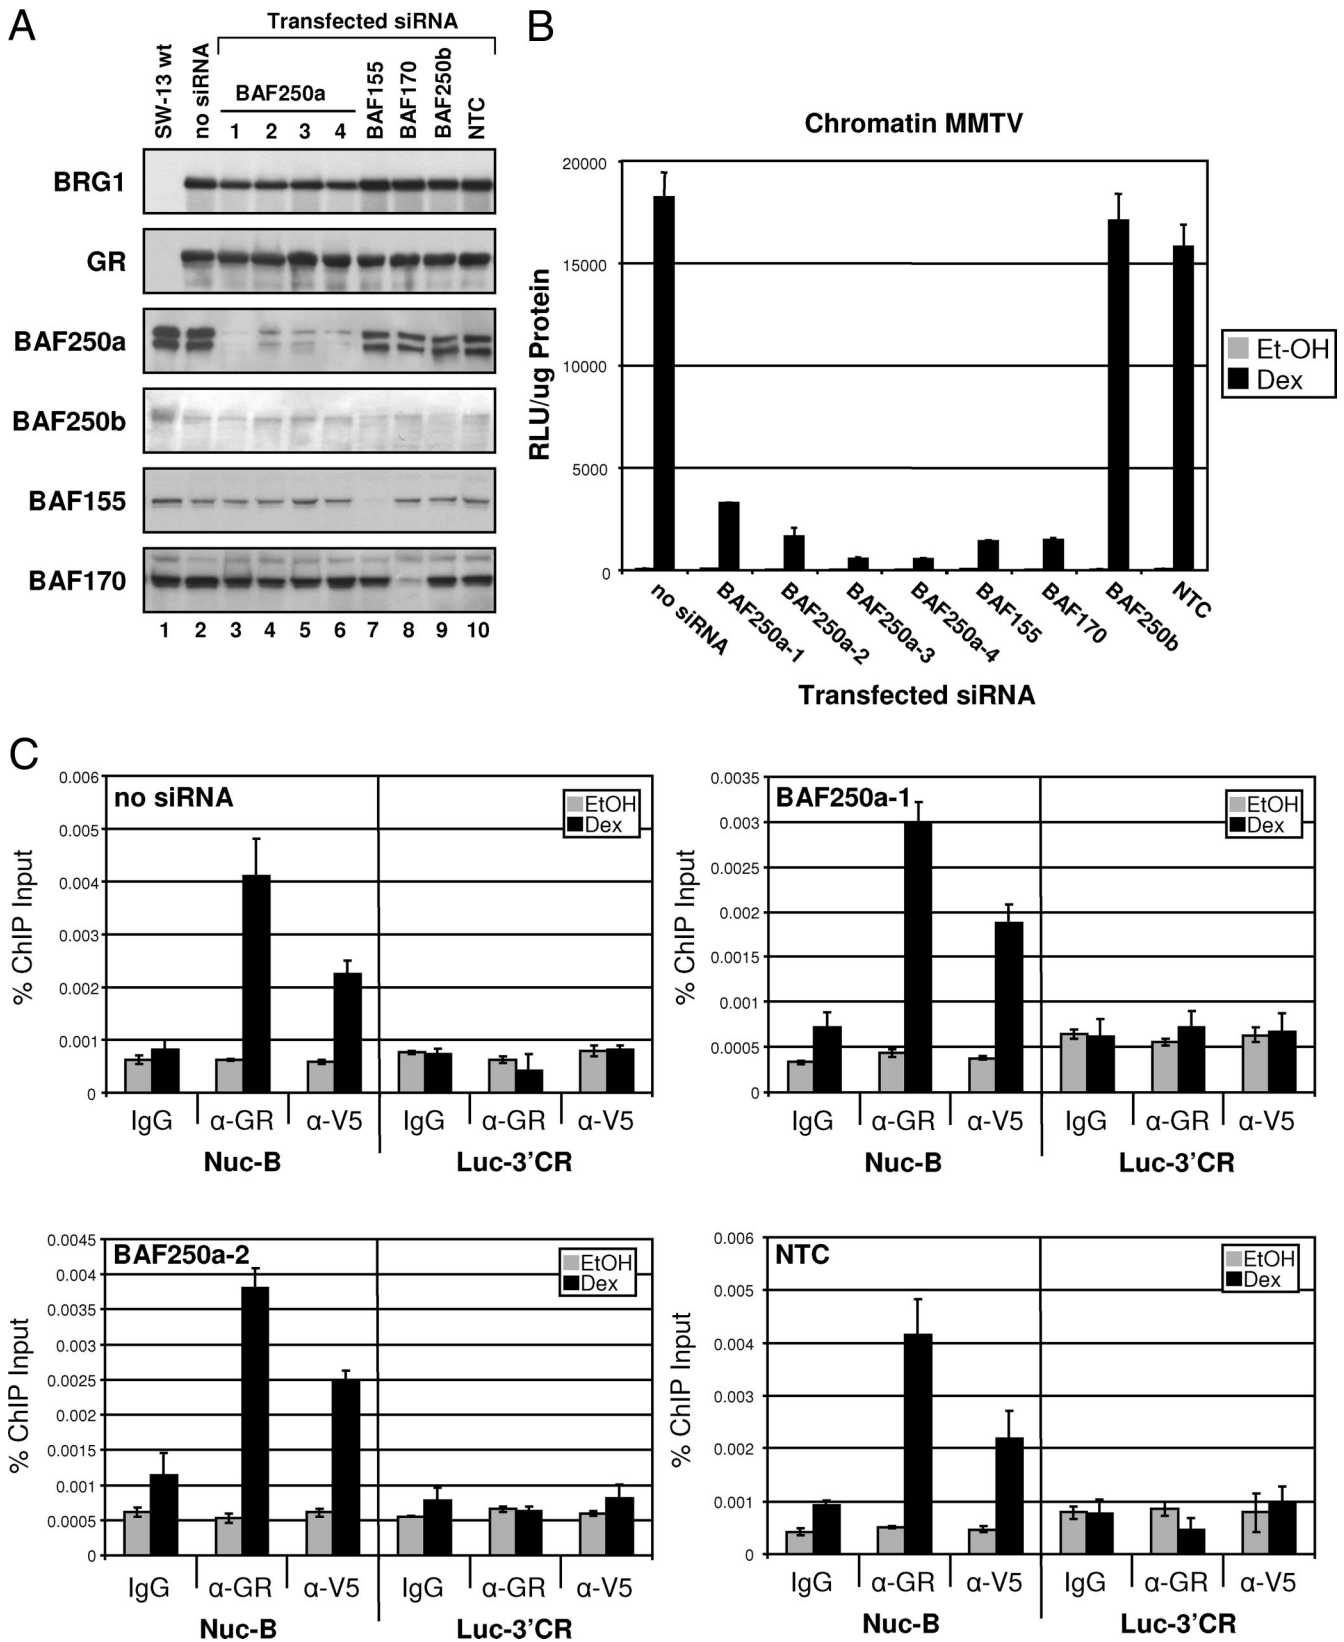 A
Transfected siRNA
SW-13 wt
no siRNA
BAF250a
1 2 3 4
BAF155
BAF170
BAF250b
NTC
BRG1
GR
BAF250a
BAF250b
BAF155
BAF170
1 2 3 4 5 6 7 8 9 10
B
Chromatin MMTV
RLU/ug Protein
20000
15000
10000
5000
0
Et-OH
Dex
no siRNA
BAF250a-1
BAF250a-2
BAF250a-3
BAF250a-4
BAF155
BAF170
BAF250b
NTC
Transfected siRNA
C
no siRNA
% ChIP Input
0.006
0.005
0.004
0.003
0.002
0.001
0
EtOH
Dex
IgG α-GR α-V5 IgG α-GR α-V5
Nuc-B Luc-3’CR
BAF250a-1
% ChIP Input
0.0035
0.003
0.0025
0.002
0.0015
0.001
0.0005
0
EtOH
Dex
IgG α-GR α-V5 IgG α-GR α-V5
Nuc-B Luc-3’CR
BAF250a-2
% ChIP Input
0.0045
0.004
0.0035
0.003
0.0025
0.002
0.0015
0.001
0.0005
0
EtOH
Dex
IgG α-GR α-V5 IgG α-GR α-V5
Nuc-B Luc-3’CR
NTC
% ChIP Input
0.006
0.005
0.004
0.003
0.002
0.001
0
EtOH
Dex
IgG α-GR α-V5 IgG α-GR α-V5
Nuc-B Luc-3’CR